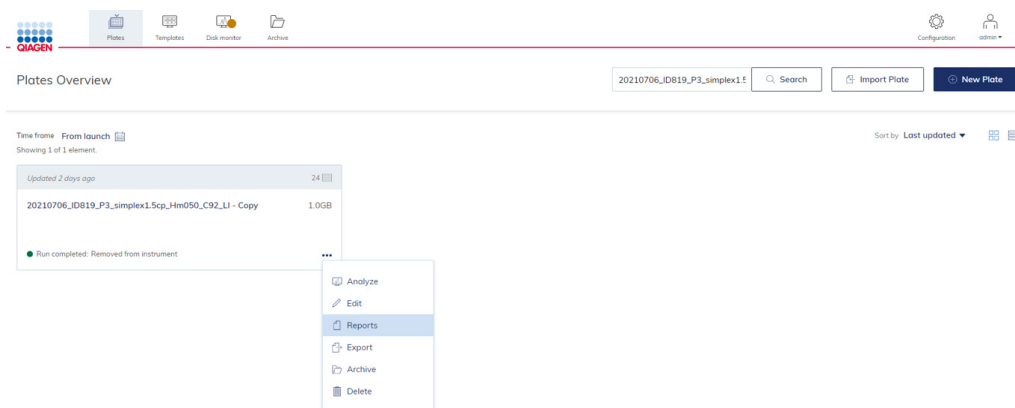 QIAGEN
Plates
Templates
Disk monitor
Archive
Configuration
admin
Plates Overview
20210706_ID819_P3_simplex1.5
Search
Import Plate
New Plate
Time frame From launch
Sort by Last updated
Showing 1 of 1 element.
Updated 2 days ago
24
20210706_ID819_P3_simplex1.5cp_Hm050_C92_LI - Copy
1.0GB
Run completed: Removed from instrument
Analyze
Edit
Reports
Export
Archive
Delete